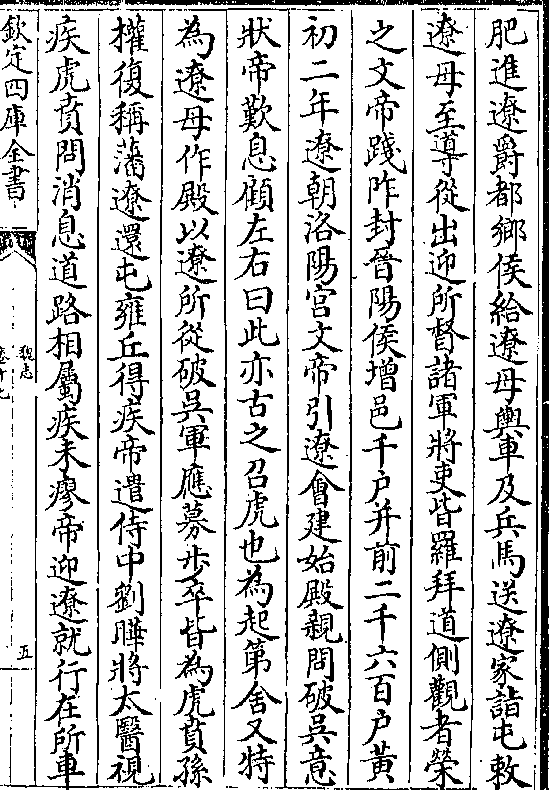 肥進遼爵都鄉侯給遼母輿車及兵馬送遼家詣屯敕
遼母至導從出迎所督諸軍將吏皆羅拜道側觀者榮
之文帝踐阼封晉陽侯增邑千户并前二千六百户黃
初二年遼朝洛陽宫文帝引遼會建始殿親問破吳意
狀帝歎息顧左右曰此亦古之召虎也為起第舍又特
為遼母作殿以遼所從破吳軍應募步卒皆為虎賁孫
權復稱藩遼還屯雍丘得疾帝遣侍中劉曄將太醫視
疾虎賁問消息道路相屬疾未瘳帝迎遼就行在所車
欽定四庫全書
魏志
卷十七
五